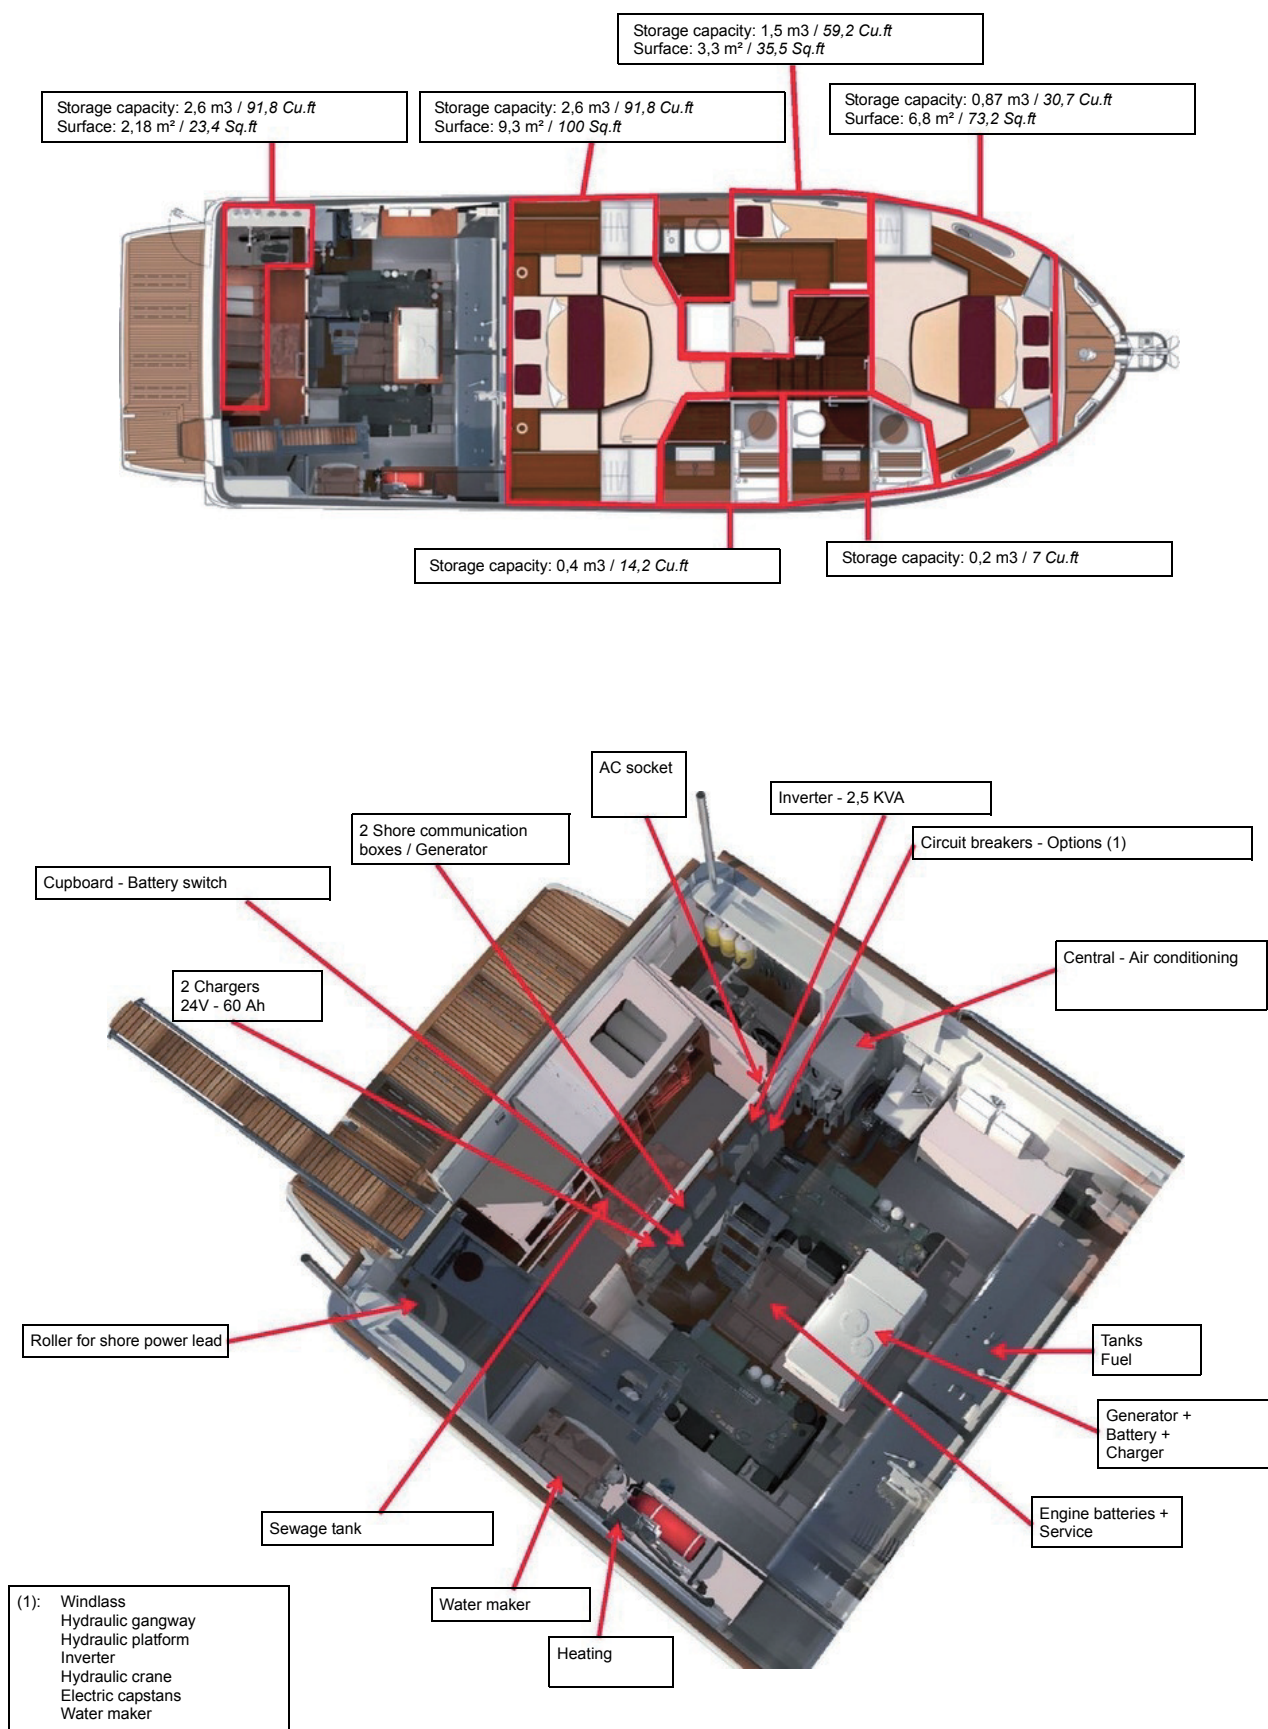 Storage capacity: 1,5 m3 / 59,2 Cu.ft
Surface: 3,3 m² / 35,5 Sq.ft
Storage capacity: 2,6 m3 / 91,8 Cu.ft
Surface: 2,18 m² / 23,4 Sq.ft
Storage capacity: 2,6 m3 / 91,8 Cu.ft
Surface: 9,3 m² / 100 Sq.ft
Storage capacity: 0,87 m3 / 30,7 Cu.ft
Surface: 6,8 m² / 73,2 Sq.ft
Storage capacity: 0,4 m3 / 14,2 Cu.ft
Storage capacity: 0,2 m3 / 7 Cu.ft
AC socket
Inverter - 2,5 KVA
2 Shore communication
boxes / Generator
Circuit breakers - Options (1)
Cupboard - Battery switch
Central - Air conditioning
2 Chargers
24V - 60 Ah
Roller for shore power lead
Tanks
Fuel
Generator +
Battery +
Charger
Engine batteries +
Service
Sewage tank
Water maker
Heating
(1): Windlass
Hydraulic gangway
Hydraulic platform
Inverter
Hydraulic crane
Electric capstans
Water maker